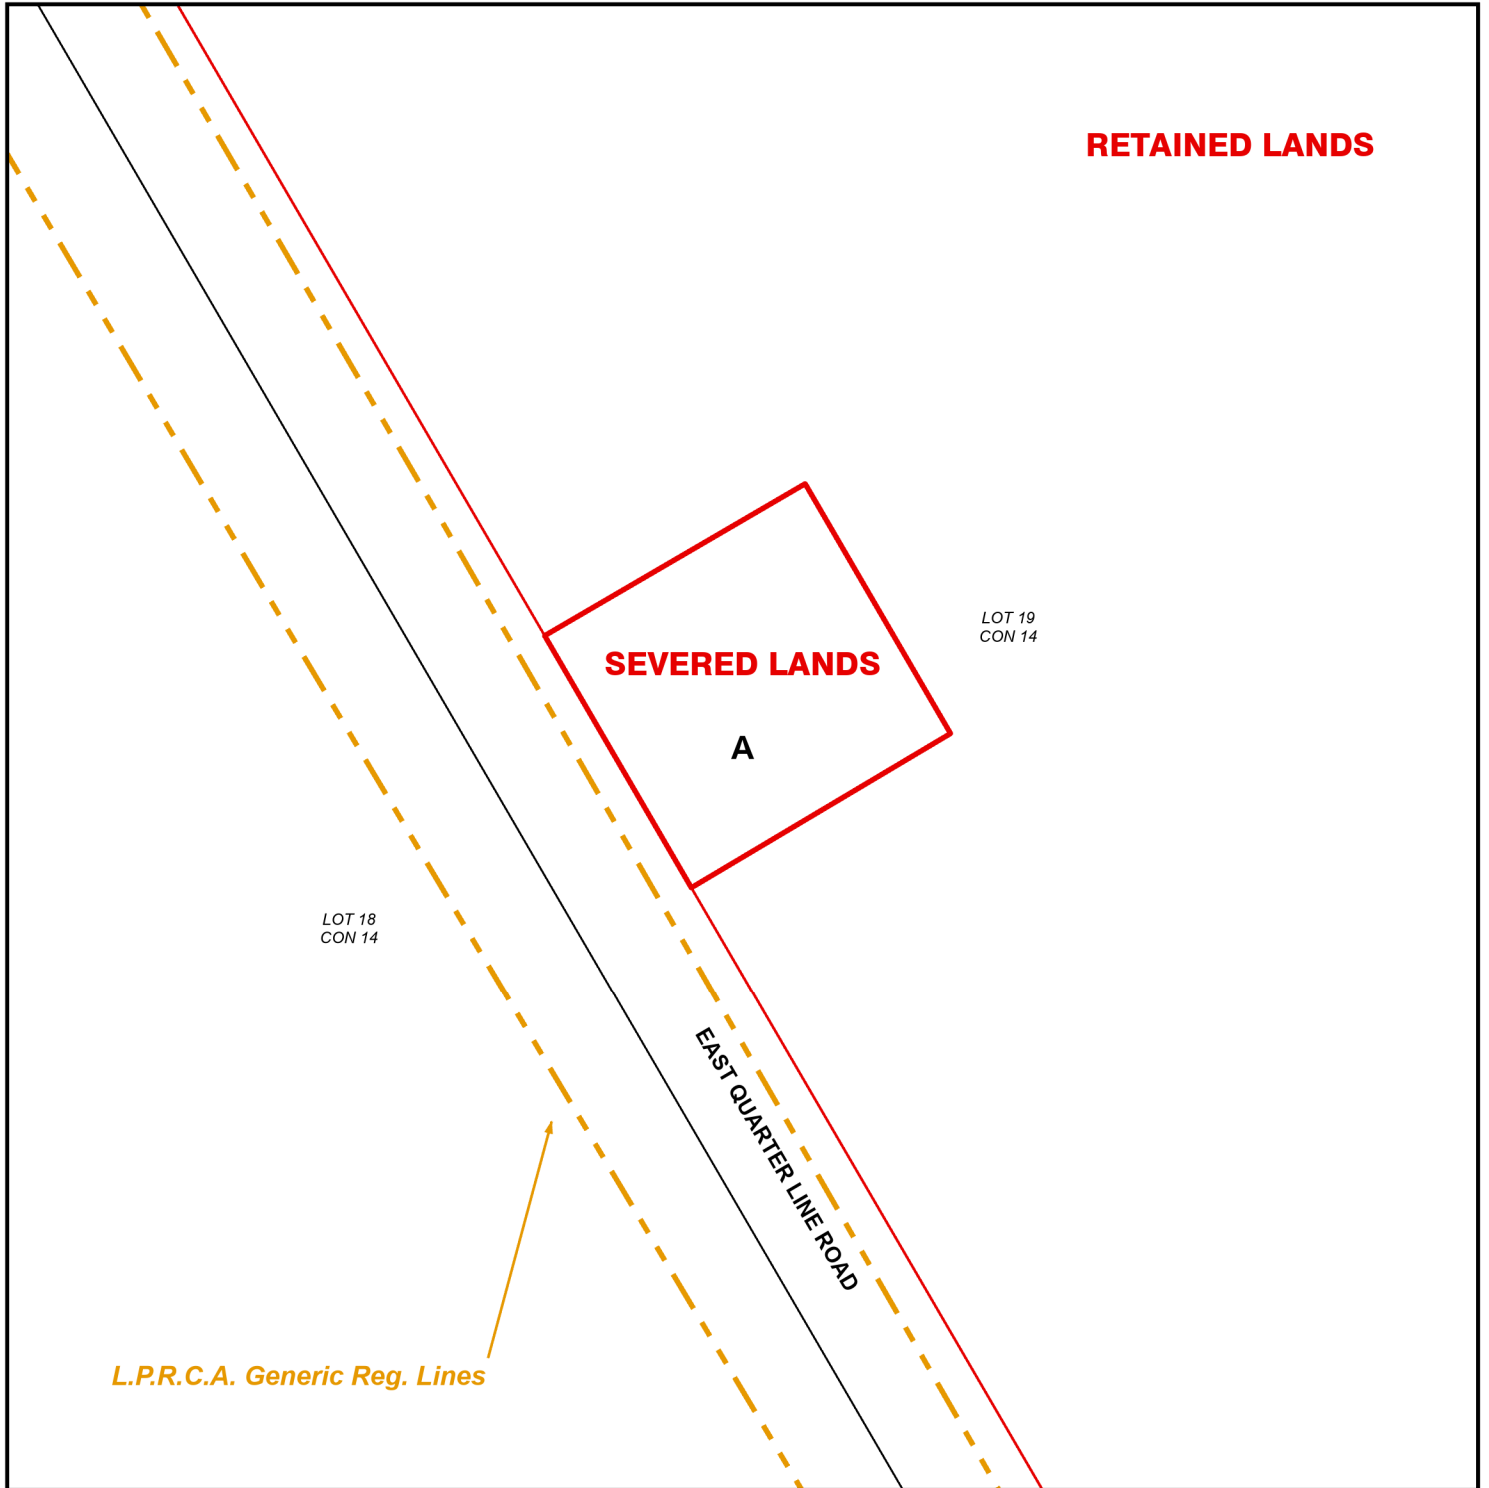 RETAINED LANDS
LOT 19
CON 14
SEVERED LANDS
A
LOT 18
CON 14
EAST QUARTER LINE ROAD
L.P.R.C.A. Generic Reg. Lines